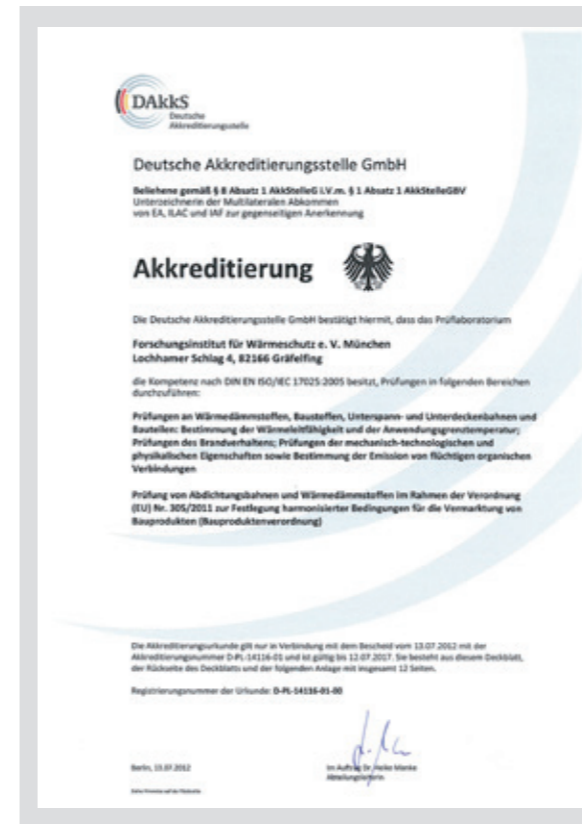 DAkkS
Deutsche
Akkreditierungsstelle
Deutsche Akkreditierungsstelle GmbH
Beliehene gemäß § 8 Absatz 1 AkkStelleG i.V.m. § 1 Absatz 1 AkkStelleGBV
Unterzeichnerin der Multilateralen Abkommen
von EA, ILAC und IAF zur gegenseitigen Anerkennung
Akkreditierung
Die Deutsche Akkreditierungsstelle GmbH bestätigt hiermit, dass das Prüflaboratorium
Forschungsinstitut für Wärmeschutz e. V. München
Lochhamer Schlag 4, 82166 Gräfelfing
die Kompetenz nach DIN EN ISO/IEC 17025:2005 besitzt, Prüfungen in folgenden Bereichen
durchzuführen:
Prüfungen an Wärmedämmstoffen, Baustoffen, Unterspann- und Unterdeckenbahnen und
Bauteilen: Bestimmung der Wärmeleitfähigkeit und der Anwendungsgrenztemperatur;
Prüfungen des Brandverhaltens; Prüfungen der mechanisch-technologischen und
physikalischen Eigenschaften sowie Bestimmung der Emission von flüchtigen organischen
Verbindungen
Prüfung von Abdichtungsbahnen und Wärmedämmstoffen im Rahmen der Verordnung
(EU) Nr. 305/2011 zur Festlegung harmonisierter Bedingungen für die Vermarktung von
Bauprodukten (Bauproduktenverordnung)
Die Akkreditierungsurkunde gilt nur in Verbindung mit dem Bescheid vom 13.07.2012 mit der
Akkreditierungsnummer D-PL-14116-01 und ist gültig bis 12.07.2017. Sie besteht aus diesem Deckblatt,
der Rückseite des Deckblatts und der folgenden Anlage mit insgesamt 12 Seiten.
Registrierungsnummer der Urkunde: D-PL-14116-01-00
Berlin, 13.07.2012
Im Auftrag Dr. Heike Manke
Abteilungsleiterin
Siehe Hinweise auf der Rückseite